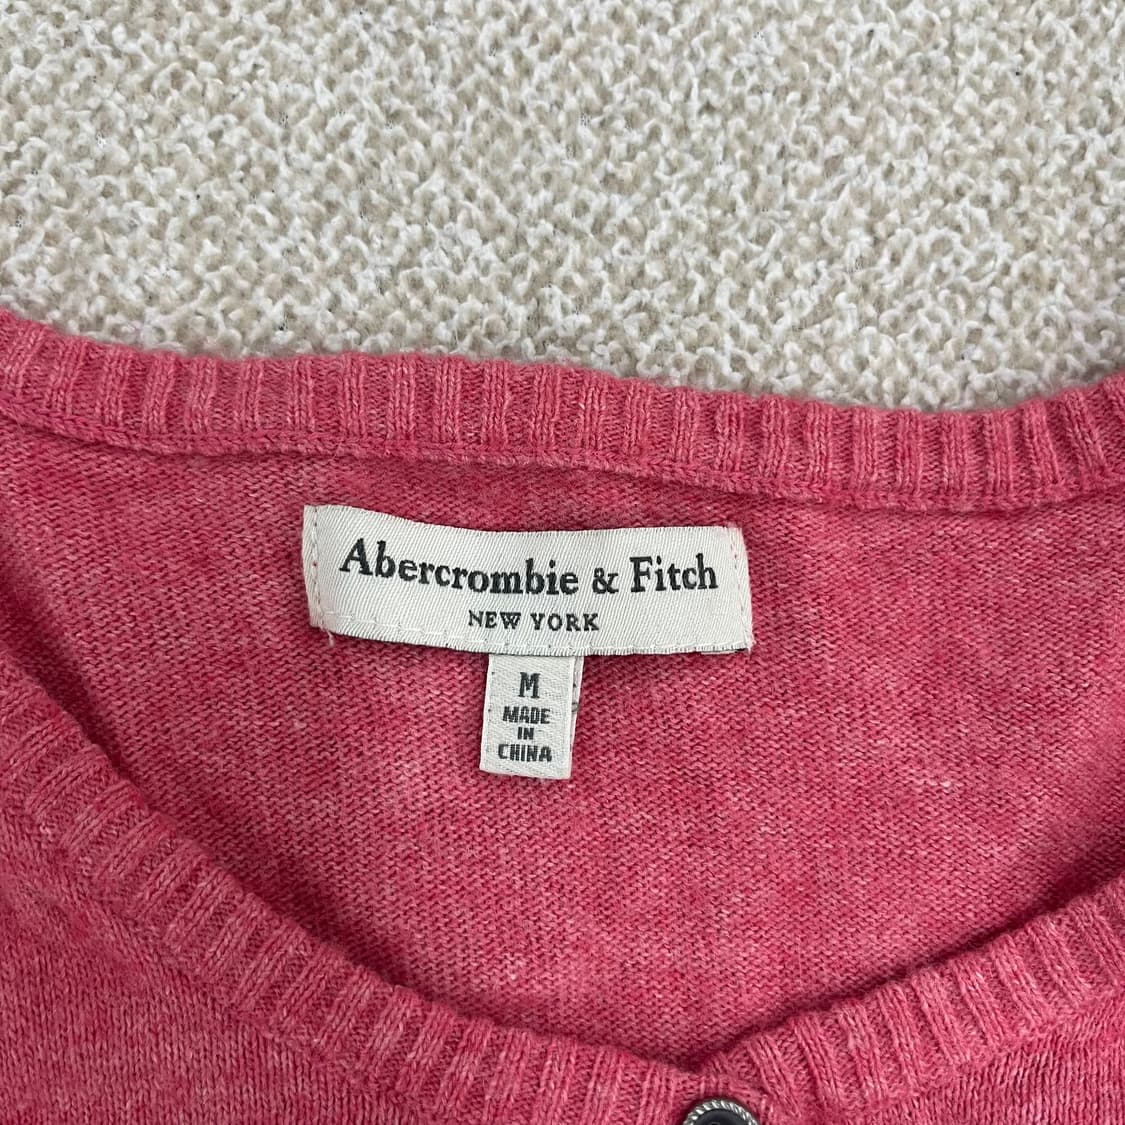 Abercrombie & Fitch
NEW YORK
M
MADE
IN
CHINA